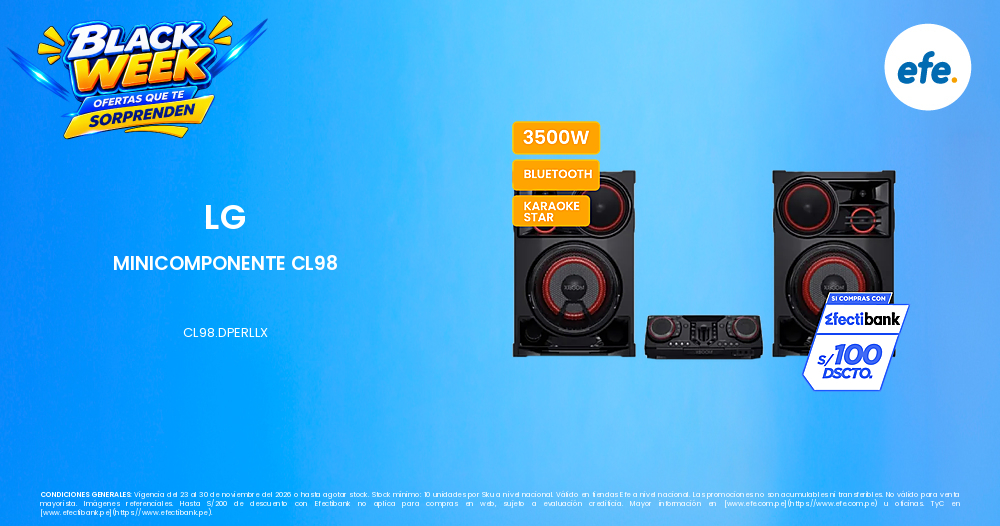 BLACK
WEEK
OFERTAS QUE TE
SORPRENDEN
efe.
LG
MINICOMPONENTE CL98
CL98.DPERLLX
3500W
BLUETOOTH
KARAOKE
STAR
XBOOM
XBOOM
SI COMPRAS CON
Efectibank
S/100
DSCTO.
CONDICIONES GENERALES: Vigencia del 23 al 30 de noviembre del 2026 o hasta agotar stock. Stock mínimo: 10 unidades por Sku a nivel nacional. Válido en tiendas Efe a nivel nacional. Las promociones no son acumulables ni transferibles. No válido para venta
mayorista. Imágenes referenciales. Hasta S/200 de descuento con Efectibank no aplica para compras en web, sujeto a evaluación crediticia. Mayor información en [www.efe.com.pe](https://www.efe.com.pe) u oficinas. TyC en
[www.efectibank.pe](https://www.efectibank.pe).